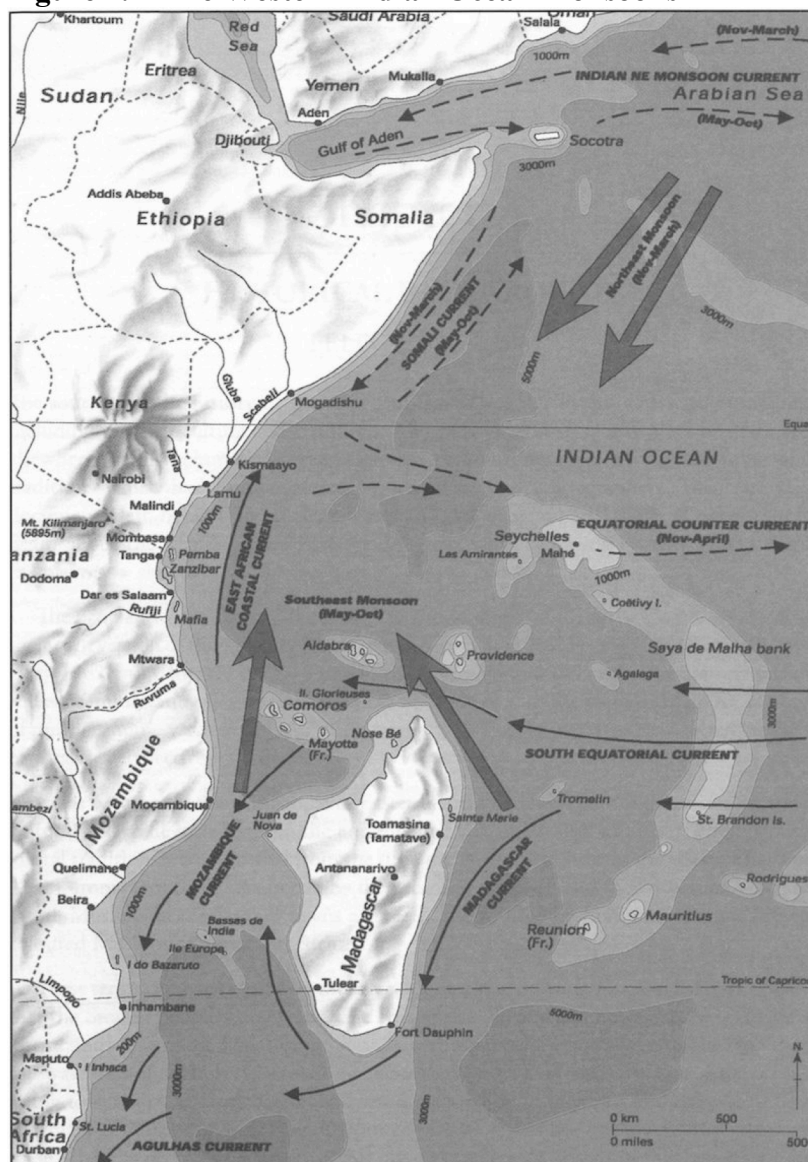 Khartoum
Red
Sea
Saudi Arabia
Oman
Salala
(Nov-March)
1000m
Eritrea
Yemen
Mukalla
INDIAN NE MONSOON CURRENT
Nile
Sudan
Aden
Arabian Sea
(May-Oct)
Djibouti
Gulf of Aden
Socotra
3000m
Addis Abeba
Ethiopia
Somalia
Northeast Monsoon
(Nov-March)
(Nov-March)
SOMALI CURRENT
(May-Oct)
3000m
5000m
Giuba
Scebeli
Kenya
Mogadishu
Equa
Tana
Kismaayo
INDIAN OCEAN
Nairobi
Lamu
Malindi
1000m
Mt. Kilimanjaro
(5895m)
Mombasa
Seychelles
EQUATORIAL COUNTER CURRENT
(Nov-April)
anzania
Tanga
Pemba
Les Amirantes
Mahé
Zanzibar
Dodoma
EAST AFRICAN
COASTAL CURRENT
1000m
Dar es Salaam
Southeast Monsoon
(May-Oct)
Coëtivy I.
Rufiji
Mafia
Aldabra
Providence
Saya de Malha bank
Mtwara
Agalega
Ruvuma
Il. Glorieuses
Comoros
3000m
Mayotte
(Fr.)
Nose Bé
SOUTH EQUATORIAL CURRENT
Mozambique
ambezi
Moçambique
Juan de
Nova
Sainte Marie
Tromelin
Toamasina
(Tamatave)
St. Brandon Is.
Quelimane
MOZAMBIQUE
CURRENT
Antananarivo
MADAGASCAR
CURRENT
Rodrigues
Beira
1000m
Madagascar
Bassas de
India
Mauritius
Reunion
(Fr.)
Ile Europa
I do Bazaruto
Limpopo
Tulear
Tropic of Caprico
Inhambane
5000m
200m
Fort Dauphin
Maputo
I Inhaca
3000m
3000m
N.
South
Africa
St. Lucia
0 km 500
0 miles 500
Durban
AGULHAS CURRENT